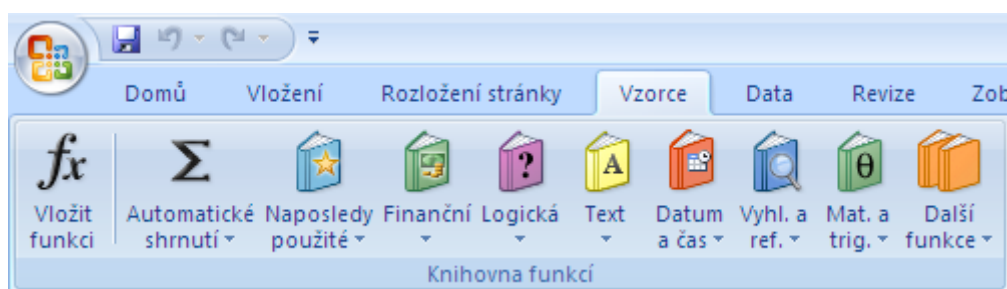 Domů Vložení Rozložení stránky Vzorce Data Revize Zob
fx Σ ? A θ
Vložit Automatické Naposledy Finanční Logická Text Datum Vyhl. a Mat. a Další
funkci shrnutí použité a čas ref. trig. funkce
Knihovna funkcí